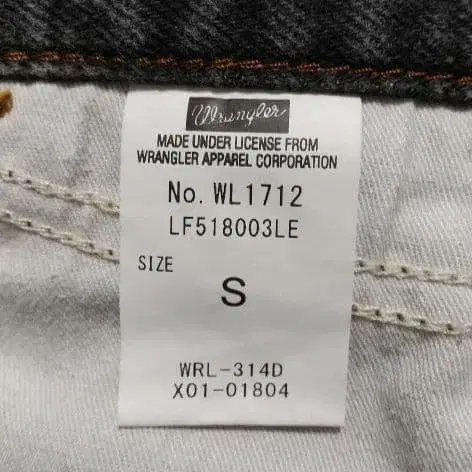 Wrangler
MADE UNDER LICENSE FROM
WRANGLER APPAREL CORPORATION
No. WL1712
LF518003LE
SIZE
S
WRL-314D
X01-01804